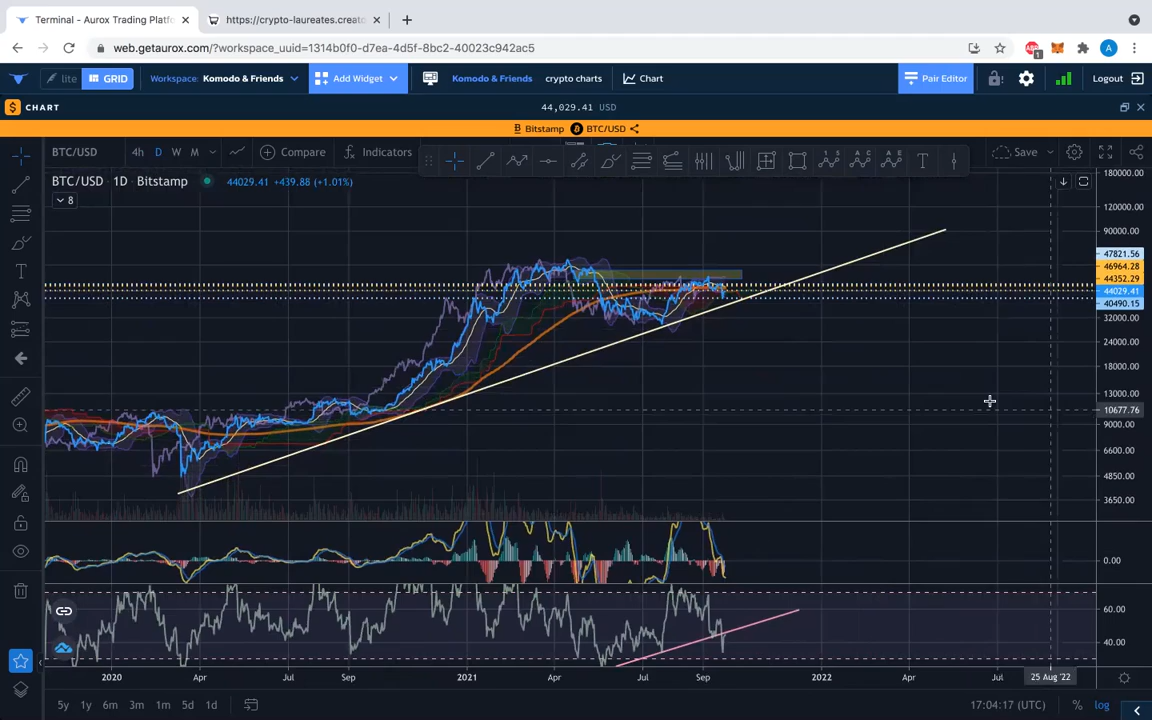 Terminal - Aurox Trading Platfo
https://crypto-laureates.creato
web.getaurox.com/?workspace_uuid=1314b0f0-d7ea-4d5f-8bc2-40023c942ac5
ABP
1
A
lite GRID Workspace: Komodo & Friends Add Widget Komodo & Friends crypto charts Chart Pair Editor Logout
$ CHART 44,029.41 USD
Bitstamp BTC/USD
BTC/USD 4h D W M Compare Indicators Save
BTC/USD · 1D · Bitstamp 44029.41 +439.88 (+1.01%)
8
180000.00
120000.00
90000.00
47821.56
46964.28
44352.29
44029.41
40490.15
32000.00
24000.00
18000.00
13000.00
10677.76
9000.00
6600.00
4850.00
3650.00
0.00
60.00
40.00
2020 Apr Jul Sep 2021 Apr Jul Sep 2022 Apr Jul 25 Aug '22
5y 1y 6m 3m 1m 5d 1d 17:04:17 (UTC) % log